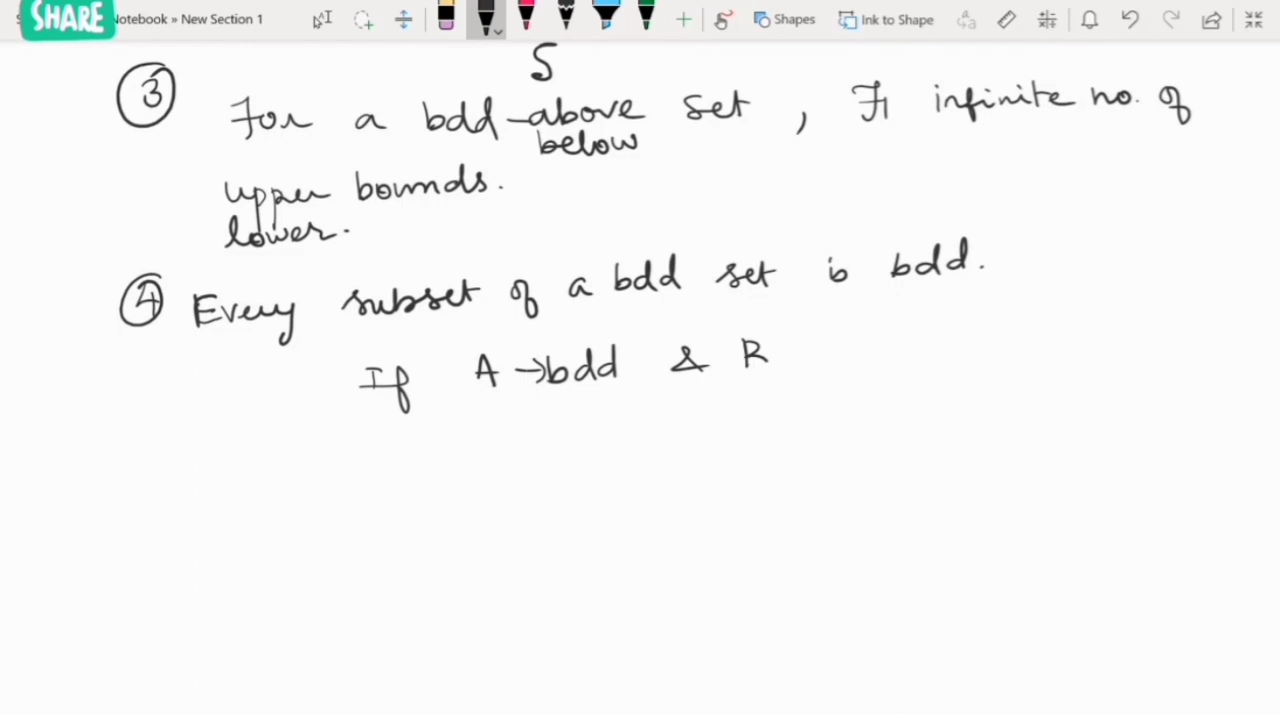 SHARE
Notebook » New Section 1
Shapes
Ink to Shape
S
③ For a bdd above set, ∃ infinite no. of
below
upper bounds.
lower.
④ Every subset of a bdd set is bdd.
If A → bdd & R